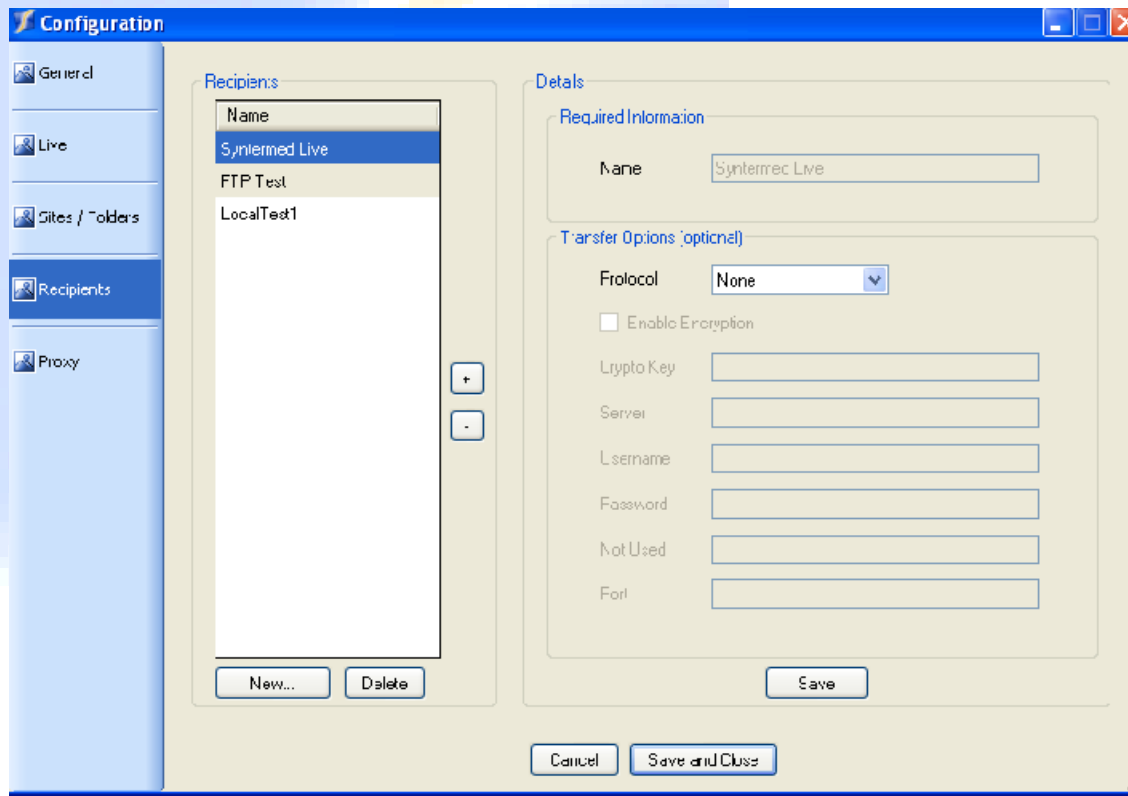 Configuration
General
Live
Sites / Folders
Recipients
Proxy
Recipients
Name
Syntermed Live
FTP Test
LocalTest1
+
-
New...
Delete
Details
Required Information
Name
Syntermed Live
Transfer Options (optional)
Protocol
None
Enable Encryption
Crypto Key
Server
Username
Password
Not Used
Port
Save
Cancel
Save and Close